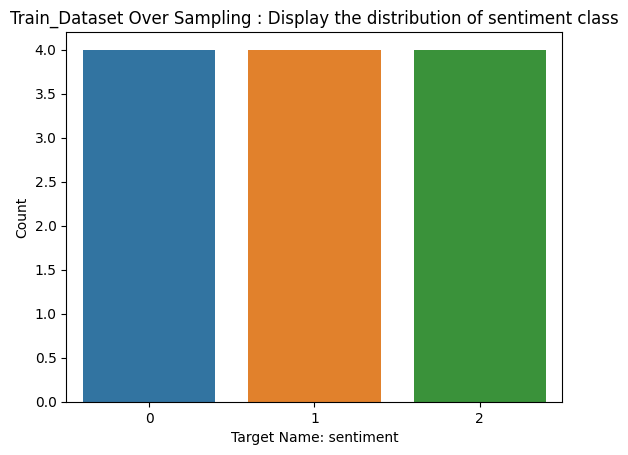 Train_Dataset Over Sampling : Display the distribution of sentiment class
4.0
3.5
3.0
2.5
2.0
1.5
1.0
0.5
0.0
Count
0 1 2
Target Name: sentiment